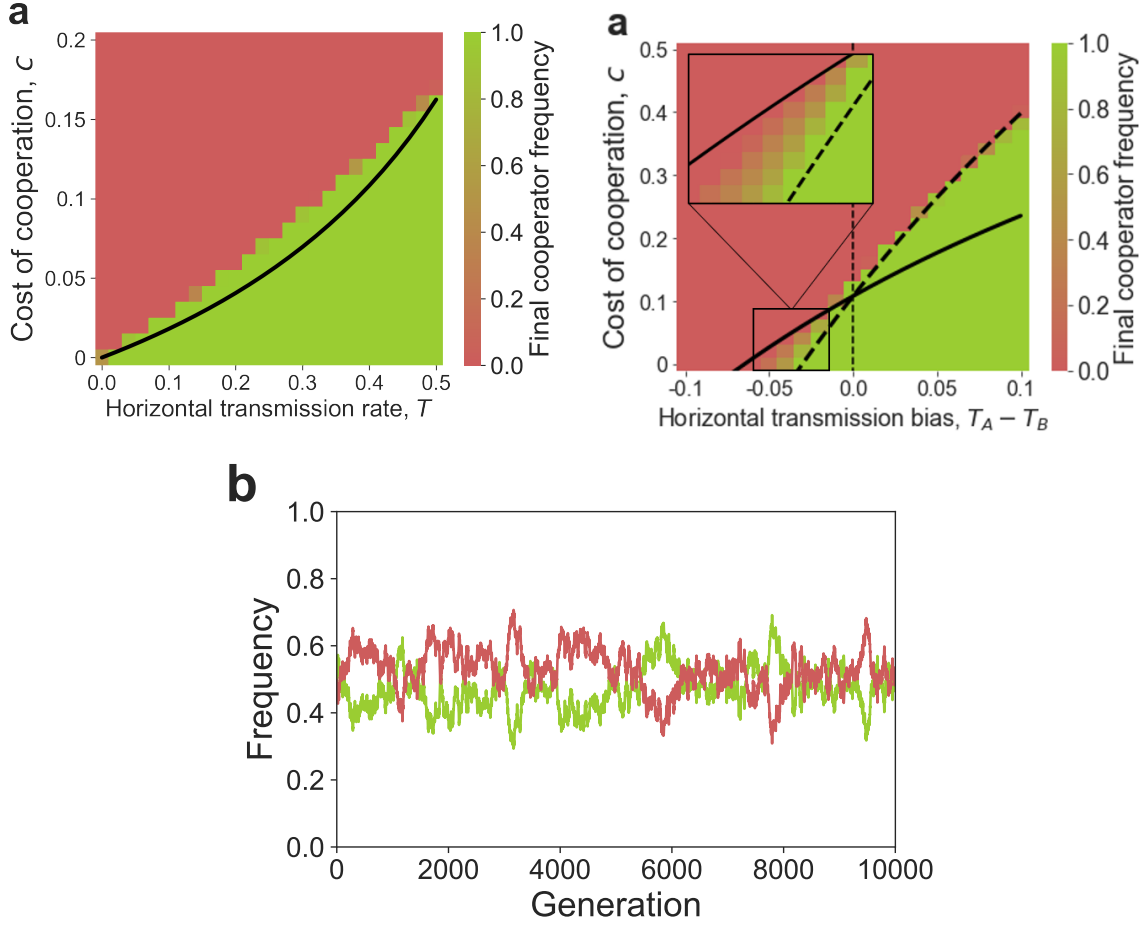 a
0.2
0.15
0.1
0.05
0
Cost of cooperation, c
0.0 0.1 0.2 0.3 0.4 0.5
Horizontal transmission rate, T
1.0
0.8
0.6
0.4
0.2
0.0
Final cooperator frequency
a
0.5
0.4
0.3
0.2
0.1
0
Cost of cooperation, c
-0.1 -0.05 0.0 0.05 0.1
Horizontal transmission bias, T_A − T_B
1.0
0.8
0.6
0.4
0.2
0.0
Final cooperator frequency
b
1.0
0.8
0.6
0.4
0.2
0.0
Frequency
0 2000 4000 6000 8000 10000
Generation